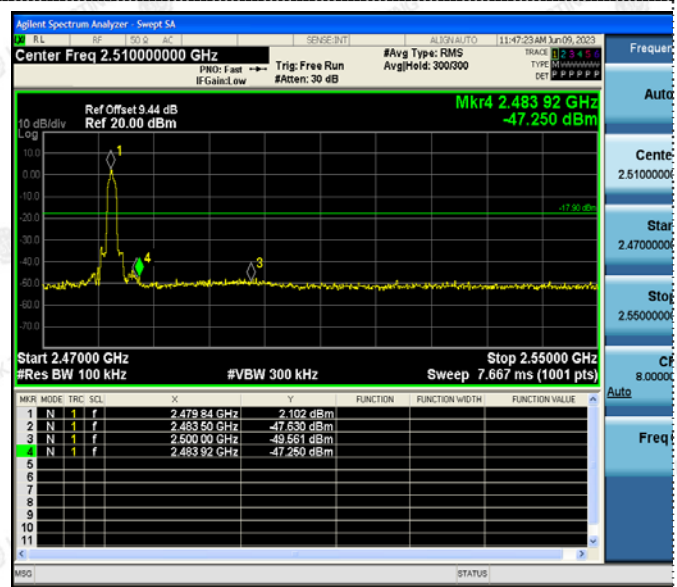 Agilent Spectrum Analyzer - Swept SA
RL RF 50 Ω AC SENSE:INT ALIGN AUTO 11:47:23 AM Jun 09, 2023
Center Freq 2.510000000 GHz #Avg Type: RMS TRACE 1 2 3 4 5 6
PNO: Fast Trig: Free Run Avg|Hold: 300/300 TYPE M
IFGain:Low #Atten: 30 dB DET P P P P P P
Ref Offset 9.44 dB Mkr4 2.483 92 GHz
10 dB/div Ref 20.00 dBm -47.250 dBm
Log
10.0
0.00
-10.0
-20.0
-30.0
-40.0
-50.0
-60.0
-70.0
1
4
3
-17.90 dBm
Start 2.47000 GHz Stop 2.55000 GHz
#Res BW 100 kHz #VBW 300 kHz Sweep 7.667 ms (1001 pts)
MKR MODE TRC SCL X Y FUNCTION FUNCTION WIDTH FUNCTION VALUE
1 N 1 f 2.479 84 GHz 2.102 dBm
2 N 1 f 2.483 50 GHz -47.630 dBm
3 N 1 f 2.500 00 GHz -49.561 dBm
4 N 1 f 2.483 92 GHz -47.250 dBm
5
6
7
8
9
10
11
MSG STATUS
Frequen
Auto
Cente
2.51000000
Star
2.47000000
Stop
2.55000000
CF
8.00000
Auto
Freq